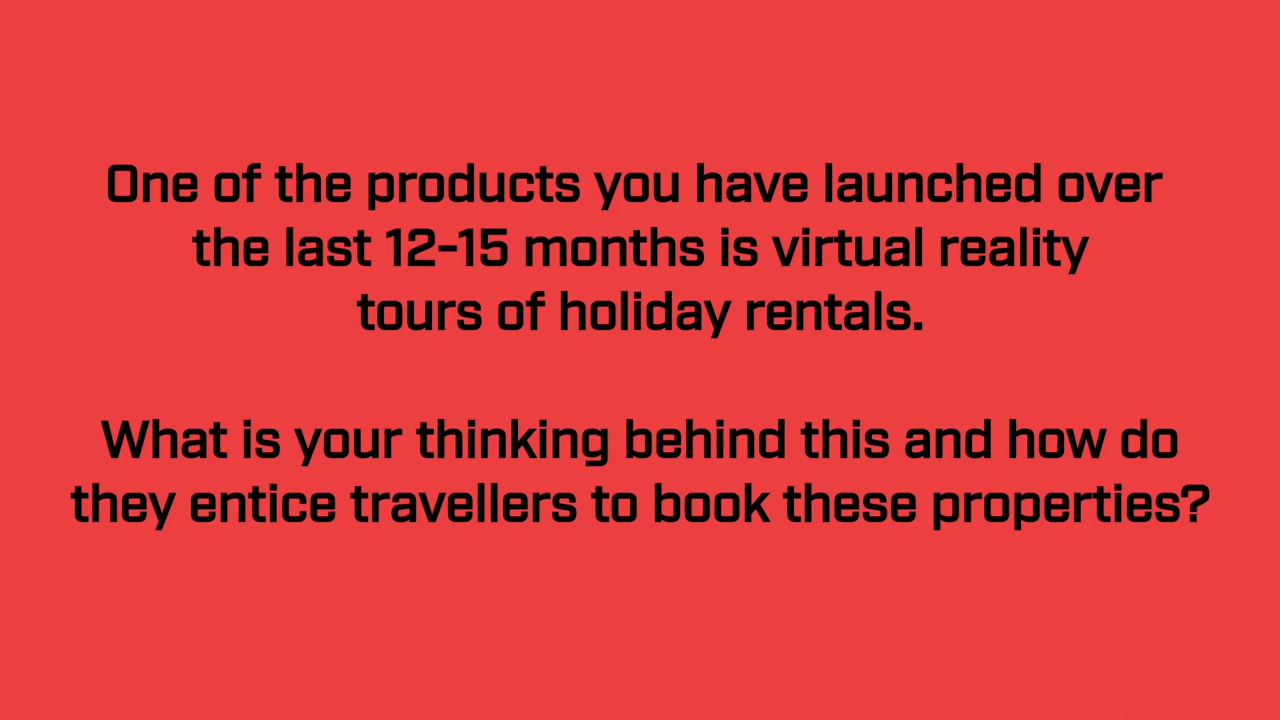 One of the products you have launched over
the last 12-15 months is virtual reality
tours of holiday rentals.
What is your thinking behind this and how do
they entice travellers to book these properties?